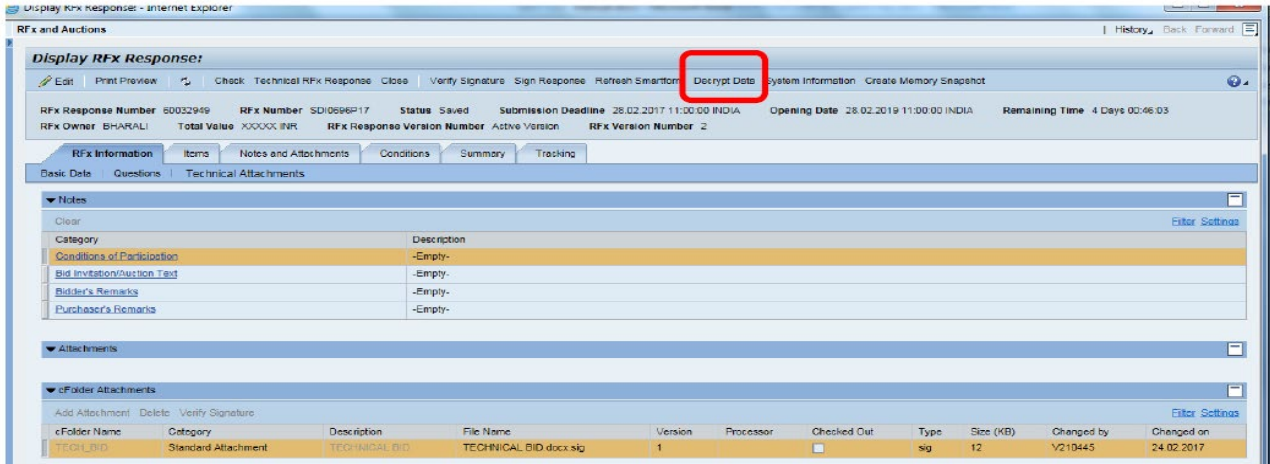 Display RFx Response: - Internet Explorer
RFx and Auctions
History Back Forward
Display RFx Response:
Edit Print Preview Check Technical RFx Response Close Verify Signature Sign Response Refresh Smartform Decrypt Data System Information Create Memory Snapshot
RFx Response Number 60032949 RFx Number SDI0696P17 Status Saved Submission Deadline 28.02.2017 11:00:00 INDIA Opening Date 28.02.2019 11:00:00 INDIA Remaining Time 4 Days 00:46:03
RFx Owner BHARALI Total Value XXXXX INR RFx Response Version Number Active Version RFx Version Number 2
RFx Information Items Notes and Attachments Conditions Summary Tracking
Basic Data Questions Technical Attachments
Notes
Clear Filter Settings
Category Description
Conditions of Participation -Empty-
Bid Invitation/Auction Text -Empty-
Bidder's Remarks -Empty-
Purchaser's Remarks -Empty-
Attachments
cFolder Attachments
Add Attachment Delete Verify Signature Filter Settings
cFolder Name Category Description File Name Version Processor Checked Out Type Size (KB) Changed by Changed on
TECH_BID Standard Attachment TECHNICAL BID TECHNICAL BID.docx.sig 1 sig 12 V210445 24.02.2017